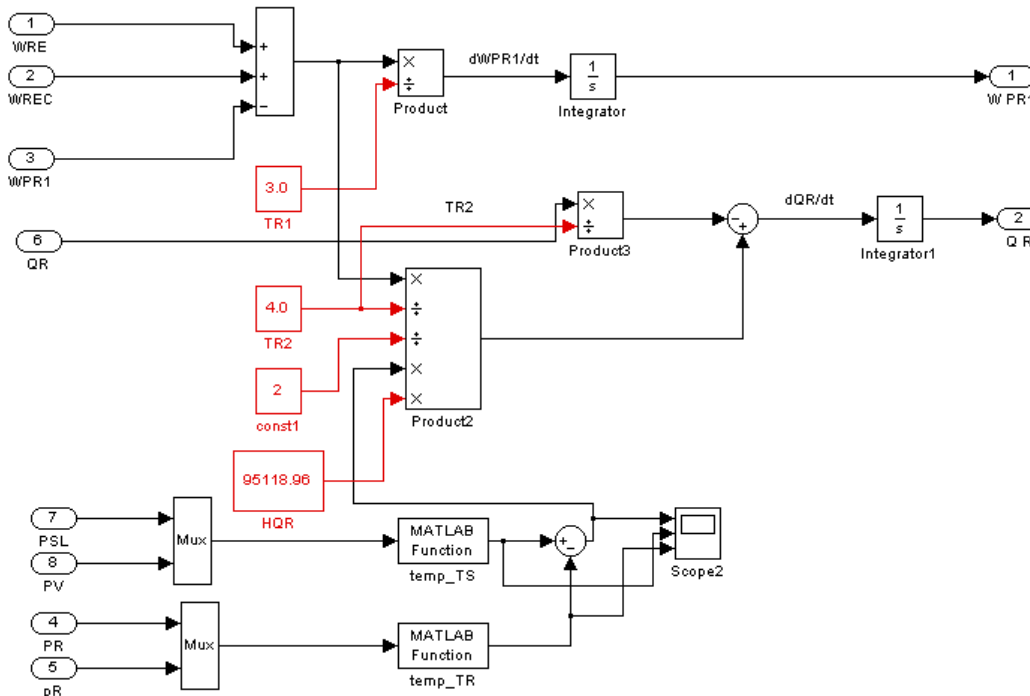 1
WRE
2
WREC
3
WPR1
+
+
−
×
÷
Product
dWPR1/dt
1
s
Integrator
1
W PR1
3.0
TR1
6
QR
TR2
×
÷
Product3
−
+
dQR/dt
1
s
Integrator1
2
Q R
4.0
TR2
2
const1
×
÷
÷
×
×
Product2
95118.96
HQR
7
PSL
8
PV
Mux
MATLAB
Function
temp_TS
+
−
Scope2
4
PR
5
pR
Mux
MATLAB
Function
temp_TR